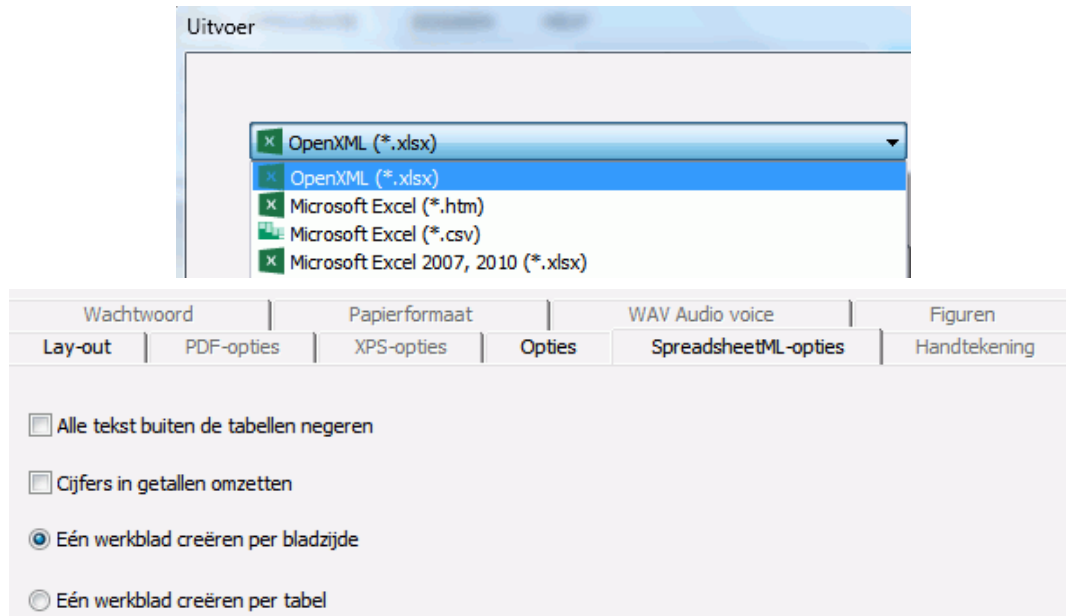 Uitvoer
OpenXML (*.xlsx)
OpenXML (*.xlsx)
Microsoft Excel (*.htm)
Microsoft Excel (*.csv)
Microsoft Excel 2007, 2010 (*.xlsx)
Wachtwoord Papierformaat WAV Audio voice Figuren
Lay-out PDF-opties XPS-opties Opties SpreadsheetML-opties Handtekening
Alle tekst buiten de tabellen negeren
Cijfers in getallen omzetten
Eén werkblad creëren per bladzijde
Eén werkblad creëren per tabel